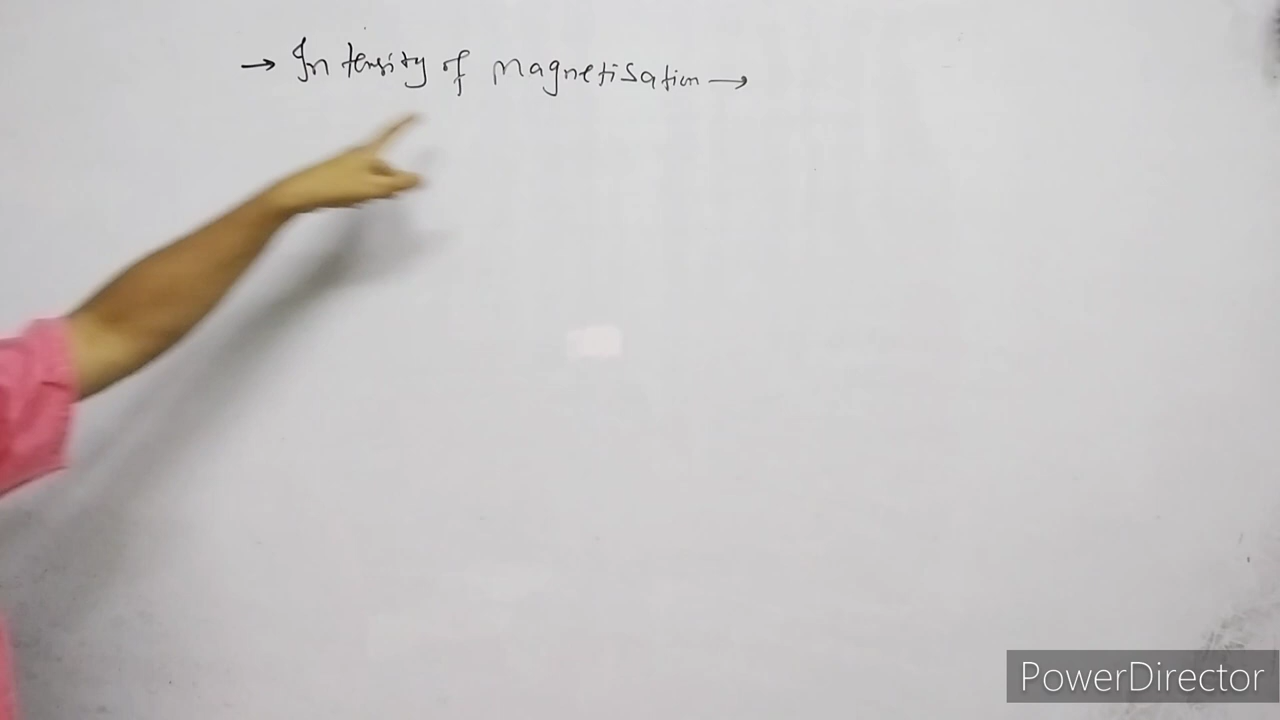 → Intensity of magnetisation →
PowerDirector